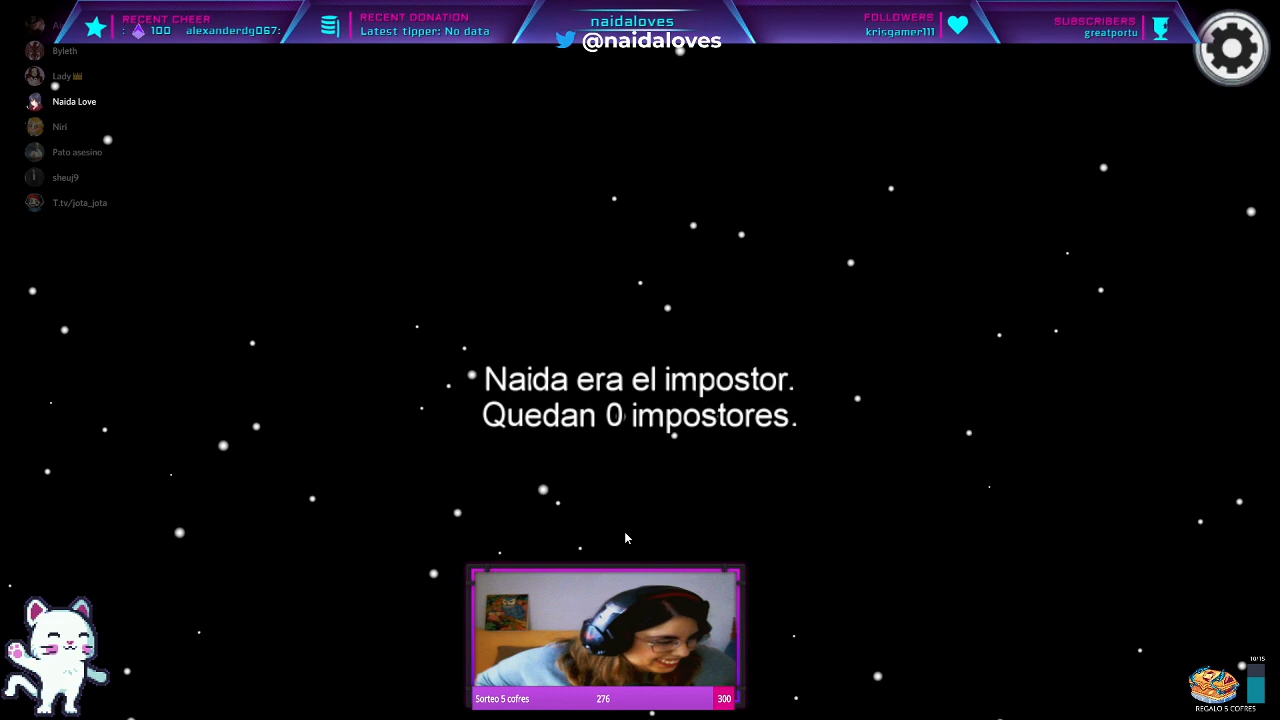 RECENT CHEER
: 100 alexanderdg067:
RECENT DONATION
Latest tipper: No data
naidaloves
@naidaloves
FOLLOWERS
krisgamer111
SUBSCRIBERS
greatportu
Byleth
Lady
Naida Love
Niri
Pato asesino
sheuj9
T.tv/jota_jota
Naida era el impostor.
Quedan 0 impostores.
Sorteo 5 cofres 276 300
10/15
REGALO 5 COFRES